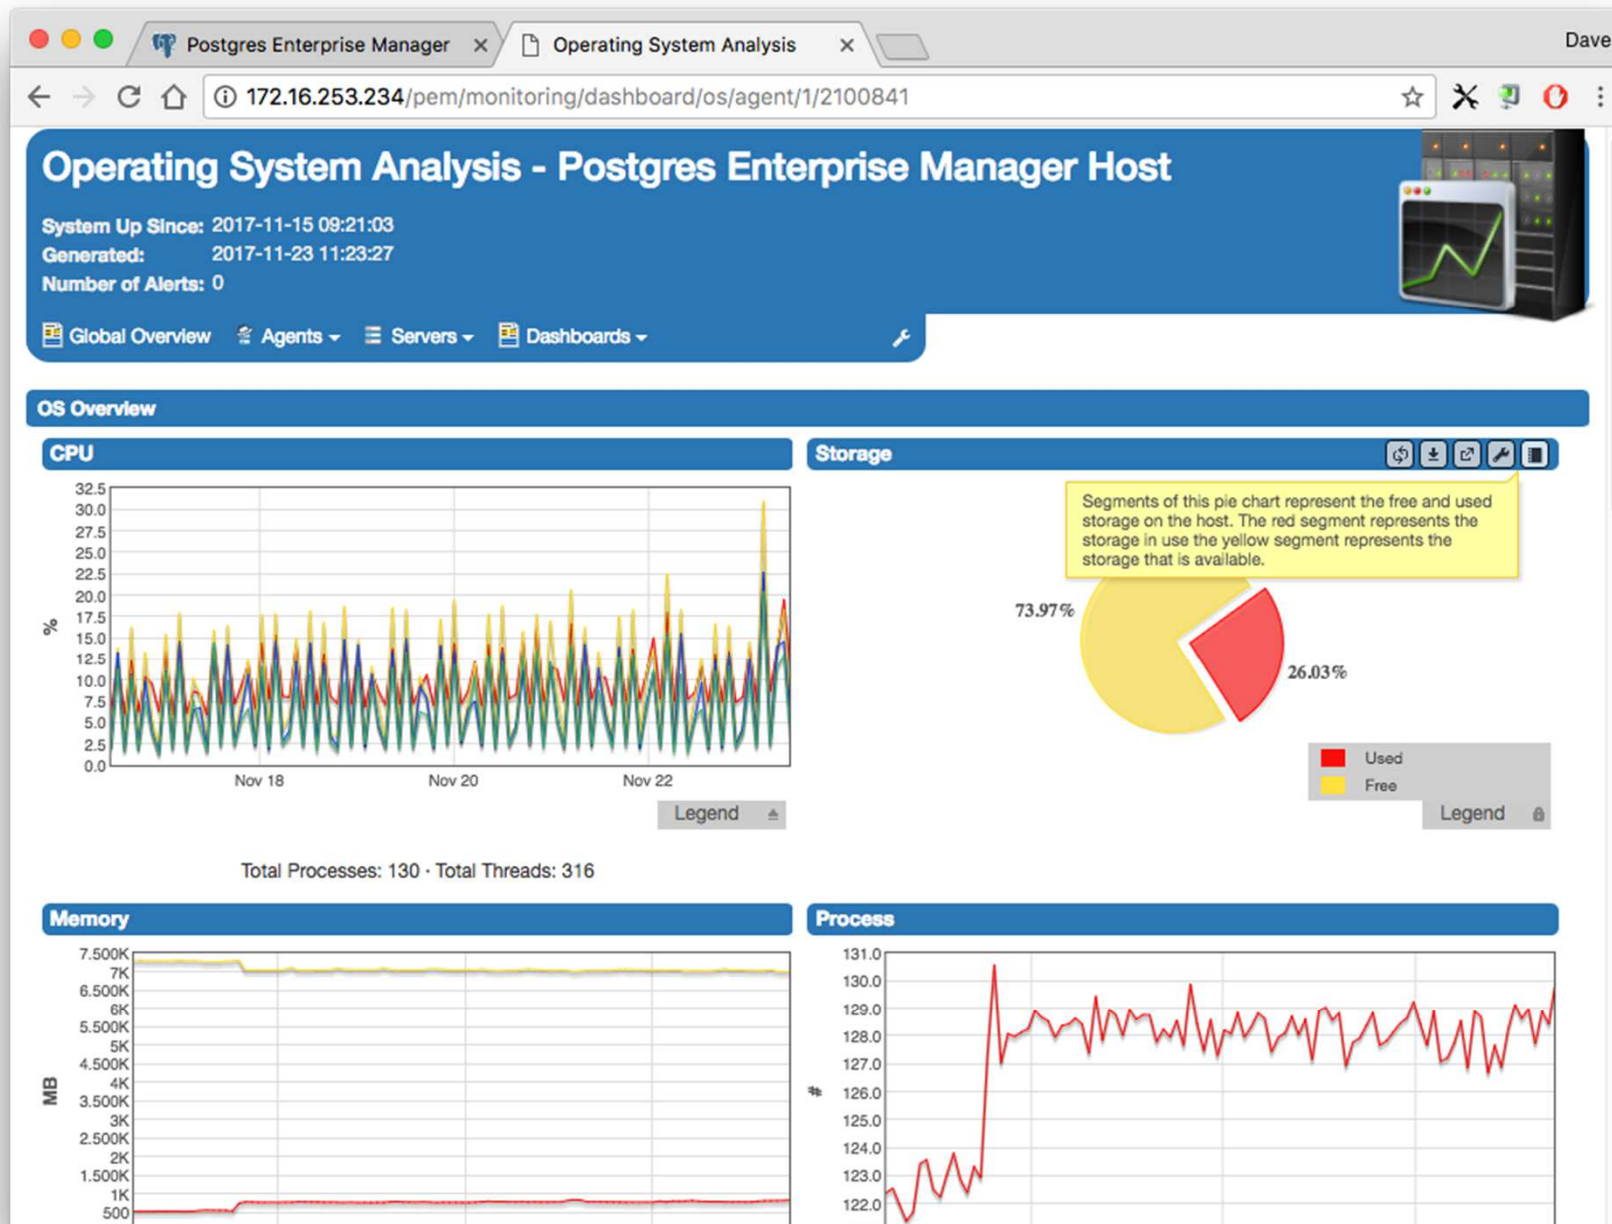 Postgres Enterprise Manager
Operating System Analysis
Dave
172.16.253.234/pem/monitoring/dashboard/os/agent/1/2100841
Operating System Analysis - Postgres Enterprise Manager Host
System Up Since: 2017-11-15 09:21:03
Generated: 2017-11-23 11:23:27
Number of Alerts: 0
Global Overview Agents Servers Dashboards
OS Overview
CPU
32.5
30.0
27.5
25.0
22.5
20.0
17.5
15.0
12.5
10.0
7.5
5.0
2.5
0.0
%
Nov 18 Nov 20 Nov 22
Legend
Total Processes: 130 · Total Threads: 316
Storage
Segments of this pie chart represent the free and used
storage on the host. The red segment represents the
storage in use the yellow segment represents the
storage that is available.
73.97%
26.03%
Used
Free
Legend
Memory
7.500K
7K
6.500K
6K
5.500K
5K
4.500K
4K
3.500K
3K
2.500K
2K
1.500K
1K
500
MB
Process
131.0
130.0
129.0
128.0
127.0
126.0
125.0
124.0
123.0
122.0
#